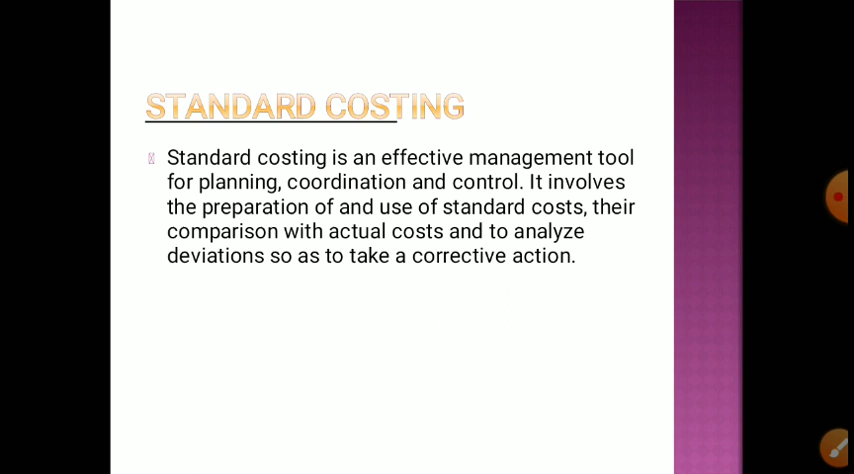 STANDARD COSTING
Standard costing is an effective management tool
for planning, coordination and control. It involves
the preparation of and use of standard costs, their
comparison with actual costs and to analyze
deviations so as to take a corrective action.